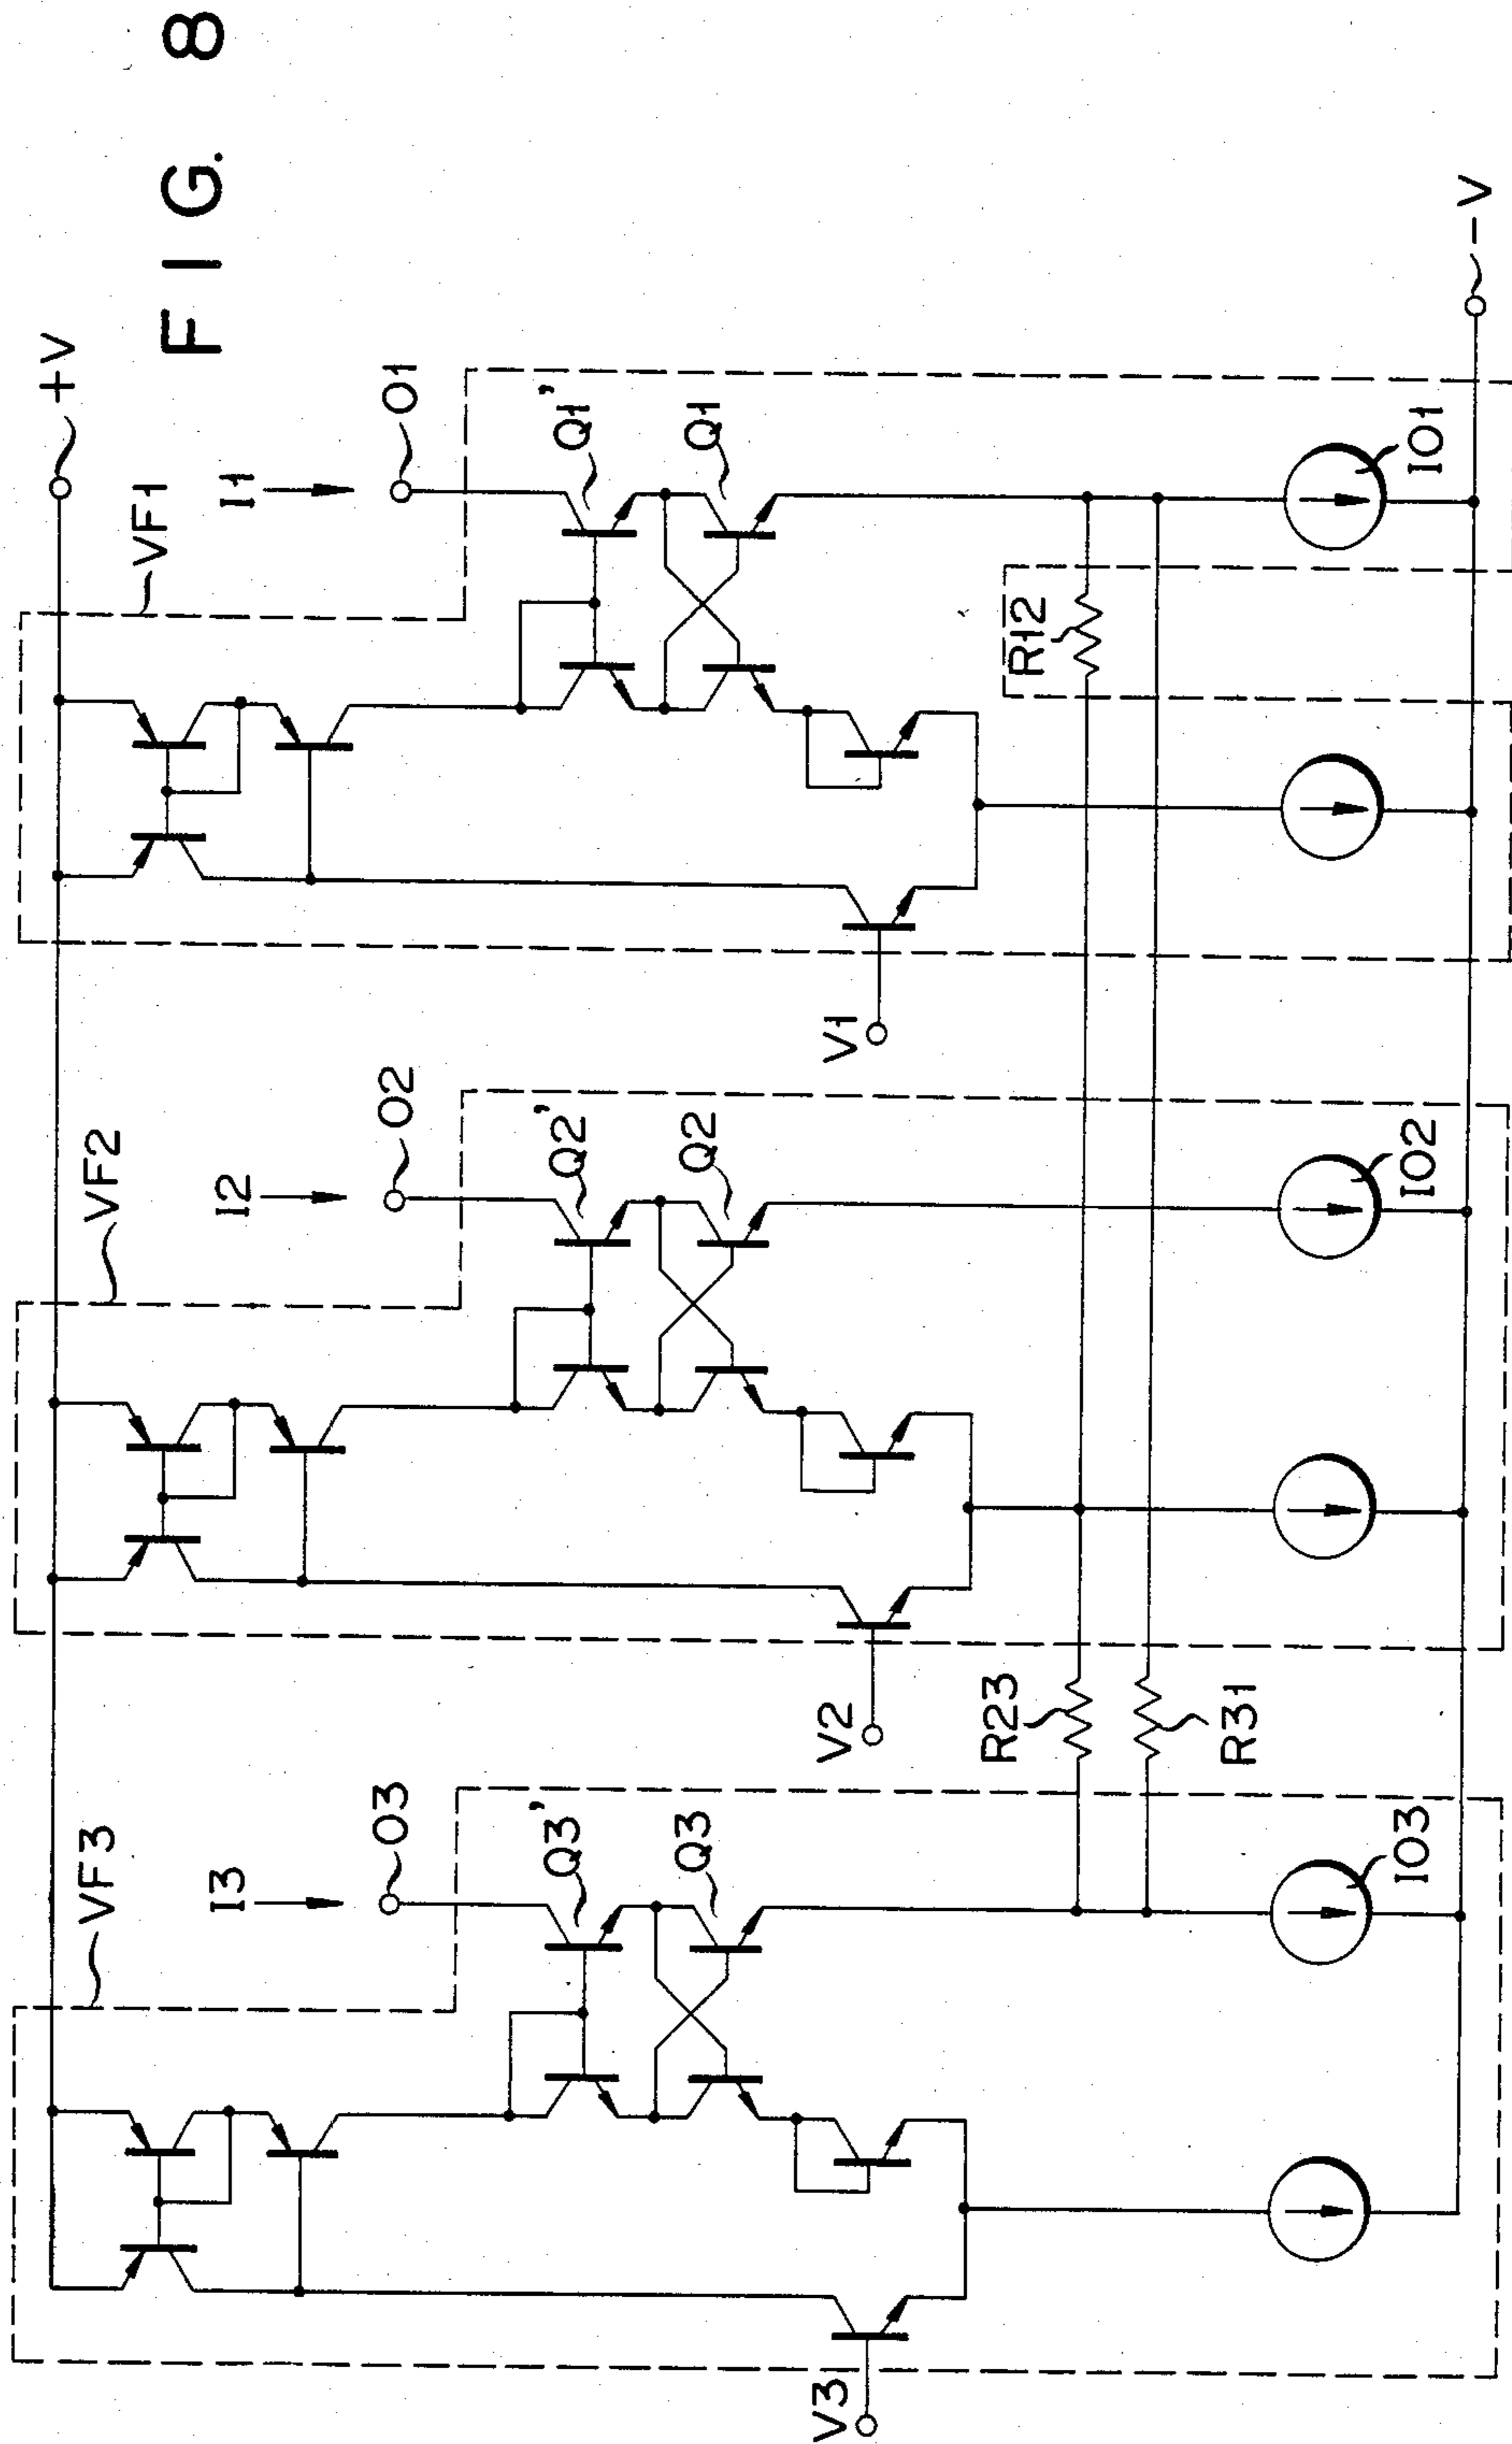 F I G. 8
+V
VF1
I1
O1
Q1'
Q1
R12
IO1
-V
V1
VF2
I2
O2
Q2'
Q2
IO2
V2
R23
R31
VF3
I3
O3
Q3'
Q3
IO3
V3